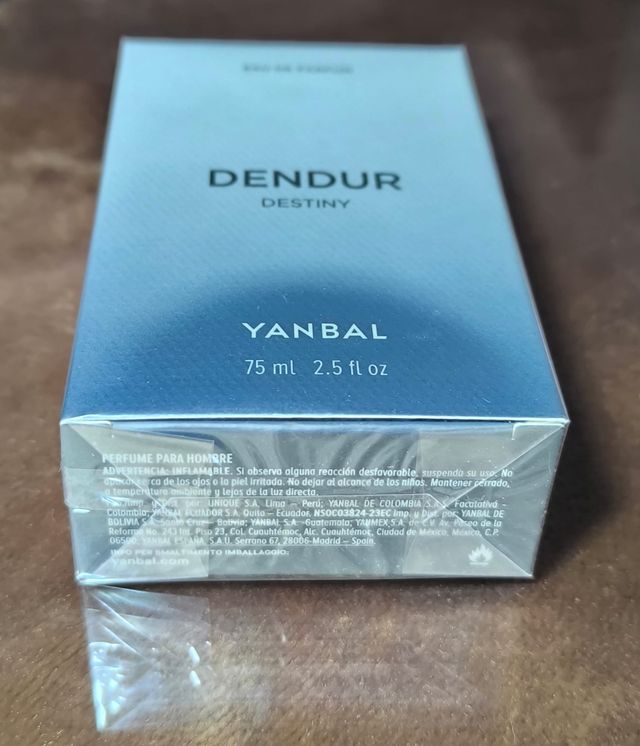 EAU DE PARFUM
DENDUR
DESTINY
YANBAL
75 ml 2.5 fl oz
PERFUME PARA HOMBRE
ADVERTENCIA: INFLAMABLE. Si observa alguna reacción desfavorable, suspenda su uso. No
aplicar cerca de los ojos o la piel irritada. No dejar al alcance de los niños. Mantener cerrado,
a temperatura ambiente y lejos de la luz directa.
por: UNIQUE S.A. Lima – Perú; YANBAL DE COLOMBIA S.A.S. Facatativá -
Colombia; YANBAL ECUADOR S.A. Quito – Ecuador. NSOC03824-23EC Imp. y Dist. por: YANBAL DE
BOLIVIA S.A. Santa Cruz – Bolivia; YANBAL S.A. -Guatemala; YANMEX S.A. de C.V. Av. Paseo de la
Reforma No. 243 Int. Piso 23, Col. Cuauhtémoc, Alc. Cuauhtémoc, Ciudad de México, México, C.P.
06500; YANBAL ESPAÑA, S.A.U. Serrano 67, 28006-Madrid – Spain.
INFO PER SMALTIMENTO IMBALLAGGIO:
yanbal.com